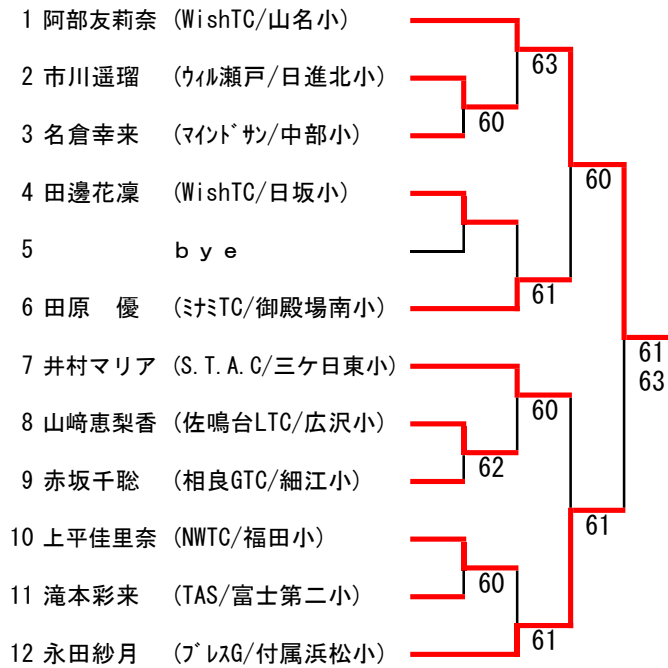 1 阿部友莉奈 (WishTC/山名小)
63
2 市川遥瑠 (ウィル瀬戸/日進北小)
60
3 名倉幸来 (マインドサン/中部小)
60
4 田邊花凜 (WishTC/日坂小)
5 bye
61
6 田原 優 (ミナミTC/御殿場南小)
61
63
7 井村マリア (S.T.A.C/三ケ日東小)
60
8 山﨑恵梨香 (佐鳴台LTC/広沢小)
62
9 赤坂千聡 (相良GTC/細江小)
61
10 上平佳里奈 (NWTC/福田小)
60
11 滝本彩来 (TAS/富士第二小)
61
12 永田紗月 (ブレスG/付属浜松小)